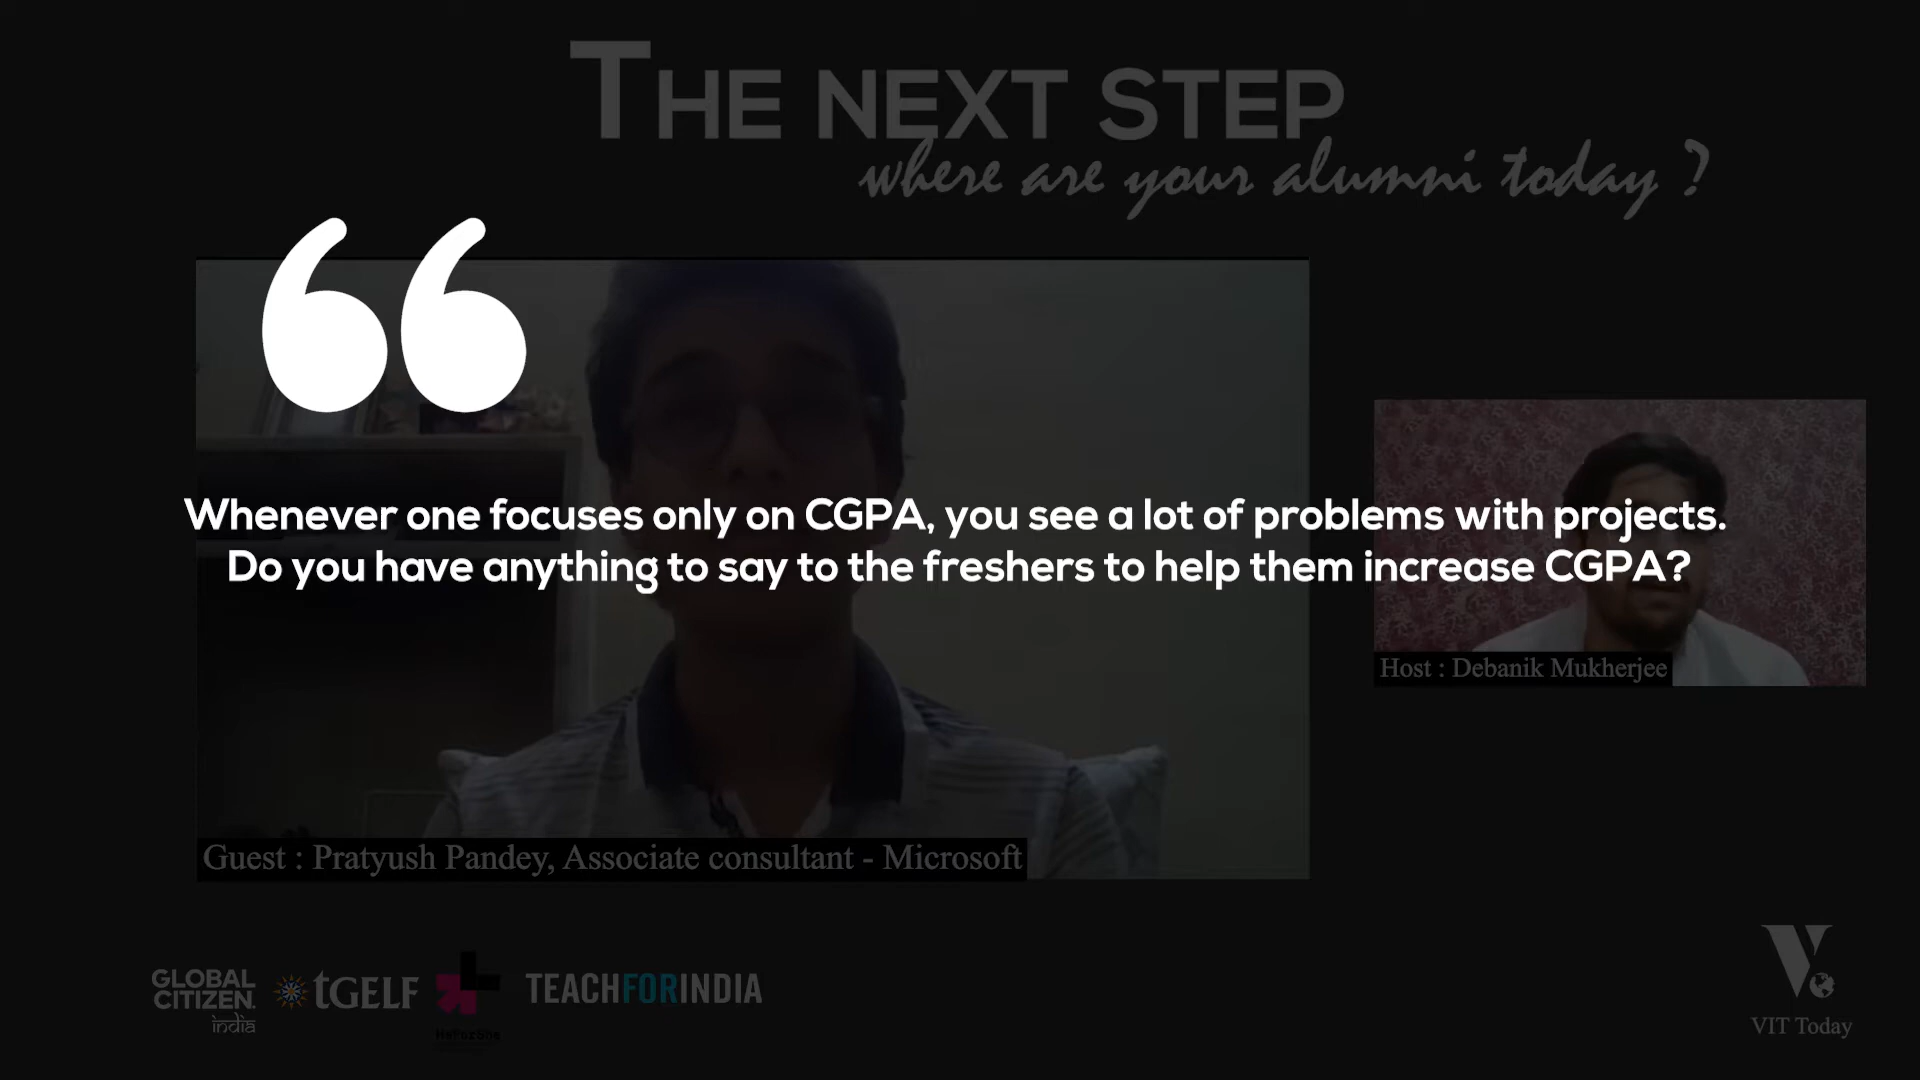 THE NEXT STEP
where are your alumni today ?
Whenever one focuses only on CGPA, you see a lot of problems with projects.
Do you have anything to say to the freshers to help them increase CGPA?
Host : Debanik Mukherjee
Guest : Pratyush Pandey, Associate consultant - Microsoft
GLOBAL
CITIZEN.
india
tGELF
HeForShe
TEACHFORINDIA
VIT Today